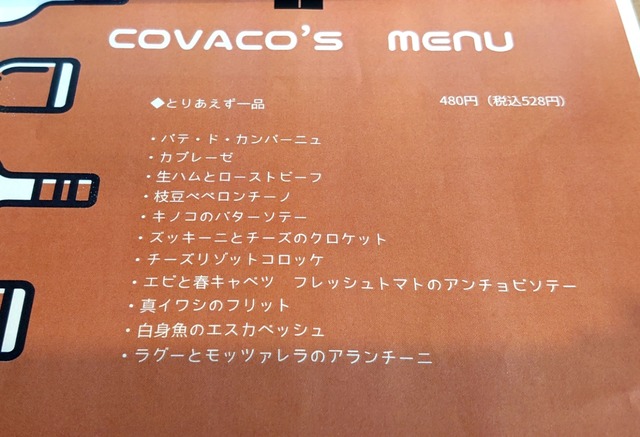 COVACO'S MENU
◆とりあえず一品 480円（税込528円）
・パテ・ド・カンパーニュ
・カプレーゼ
・生ハムとローストビーフ
・枝豆ペペロンチーノ
・キノコのバターソテー
・ズッキーニとチーズのクロケット
・チーズリゾットコロッケ
・エビと春キャベツ　フレッシュトマトのアンチョビソテー
・真イワシのフリット
・白身魚のエスカベッシュ
・ラグーとモッツァレラのアランチーニ